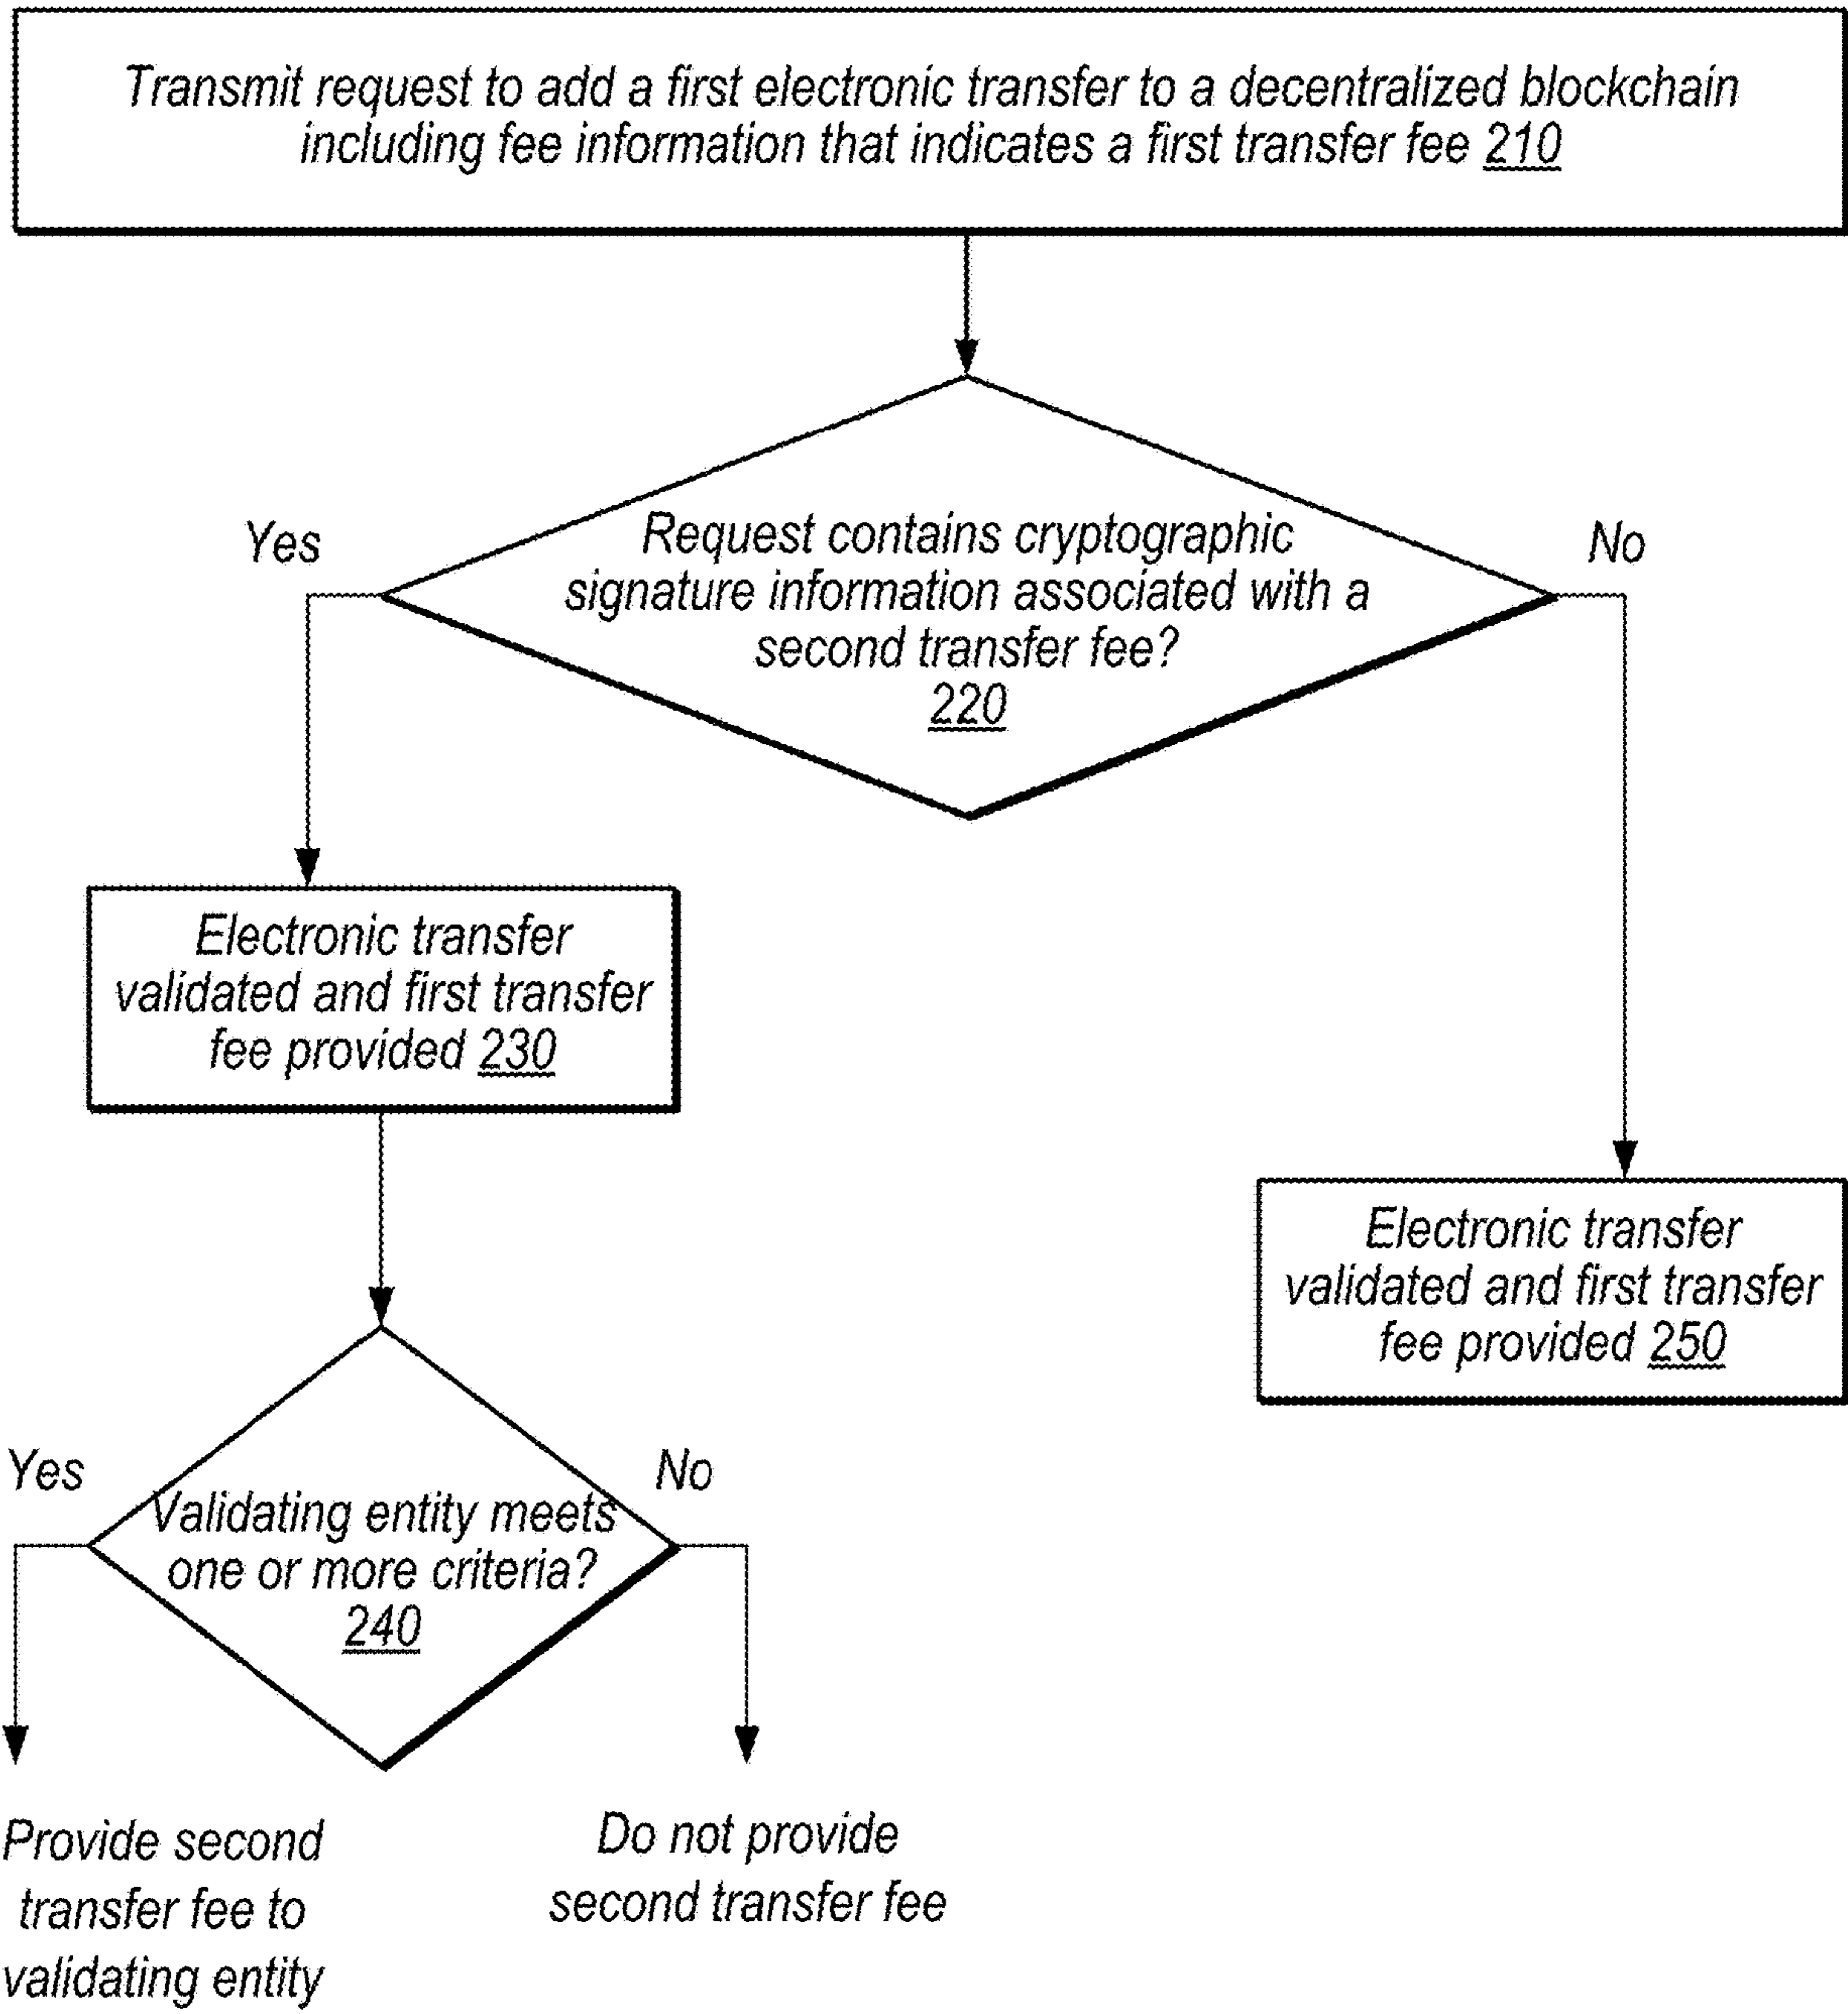 Transmit request to add a first electronic transfer to a decentralized blockchain
including fee information that indicates a first transfer fee 210
Yes
No
Request contains cryptographic
signature information associated with a
second transfer fee?
220
Electronic transfer
validated and first transfer
fee provided 230
Electronic transfer
validated and first transfer
fee provided 250
Yes
No
Validating entity meets
one or more criteria?
240
Provide second
transfer fee to
validating entity
Do not provide
second transfer fee